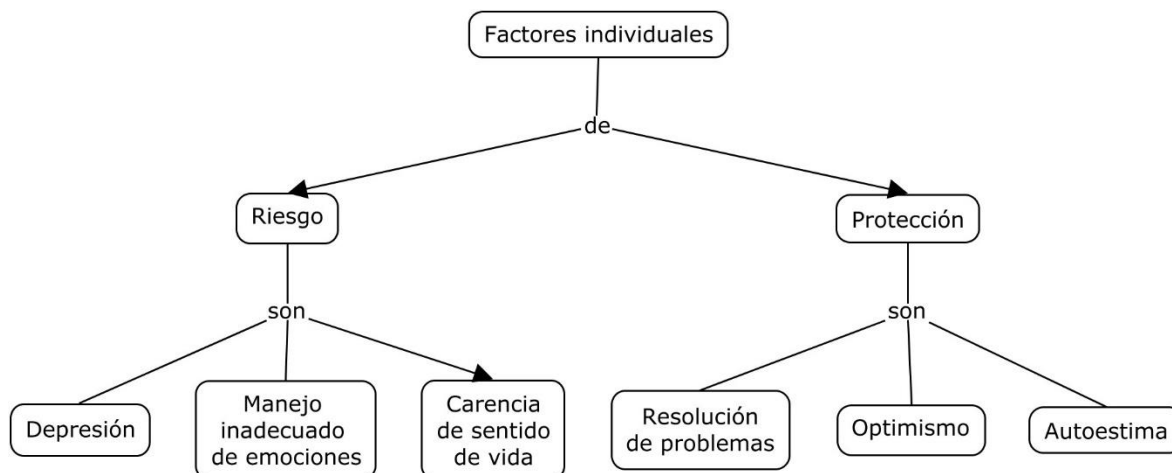 Factores individuales
de
Riesgo
Protección
son
son
Depresión
Manejo
inadecuado
de emociones
Carencia
de sentido
de vida
Resolución
de problemas
Optimismo
Autoestima